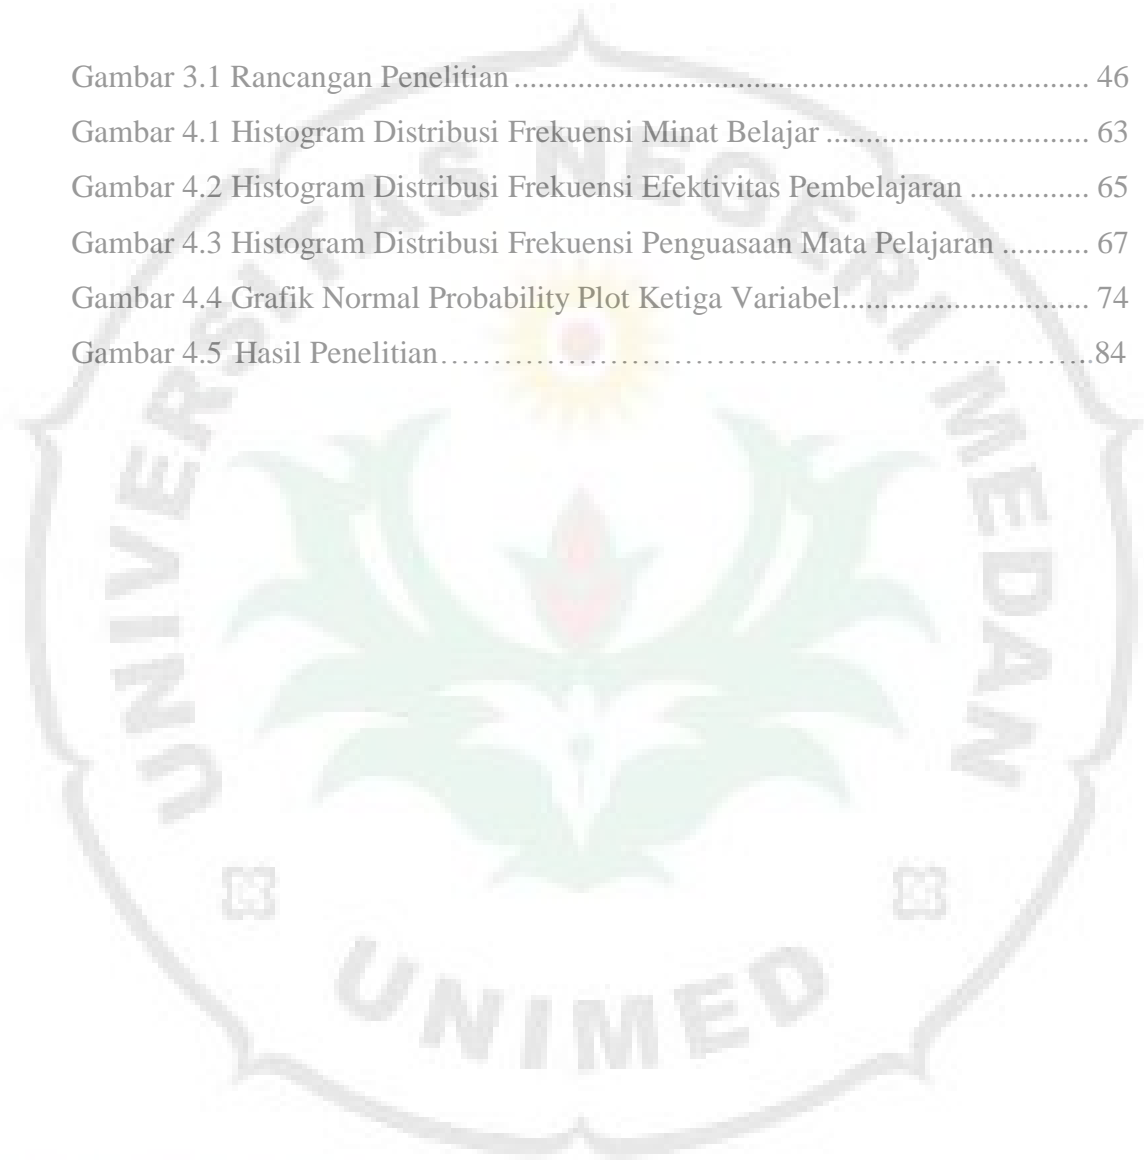 Gambar 3.1 Rancangan Penelitian ........................................................................ 46
Gambar 4.1 Histogram Distribusi Frekuensi Minat Belajar ................................. 63
Gambar 4.2 Histogram Distribusi Frekuensi Efektivitas Pembelajaran ............... 65
Gambar 4.3 Histogram Distribusi Frekuensi Penguasaan Mata Pelajaran ........... 67
Gambar 4.4 Grafik Normal Probability Plot Ketiga Variabel............................... 74
Gambar 4.5 Hasil Penelitian……………………………………………………..84
UNIVERSITAS NEGERI MEDAN
UNIMED